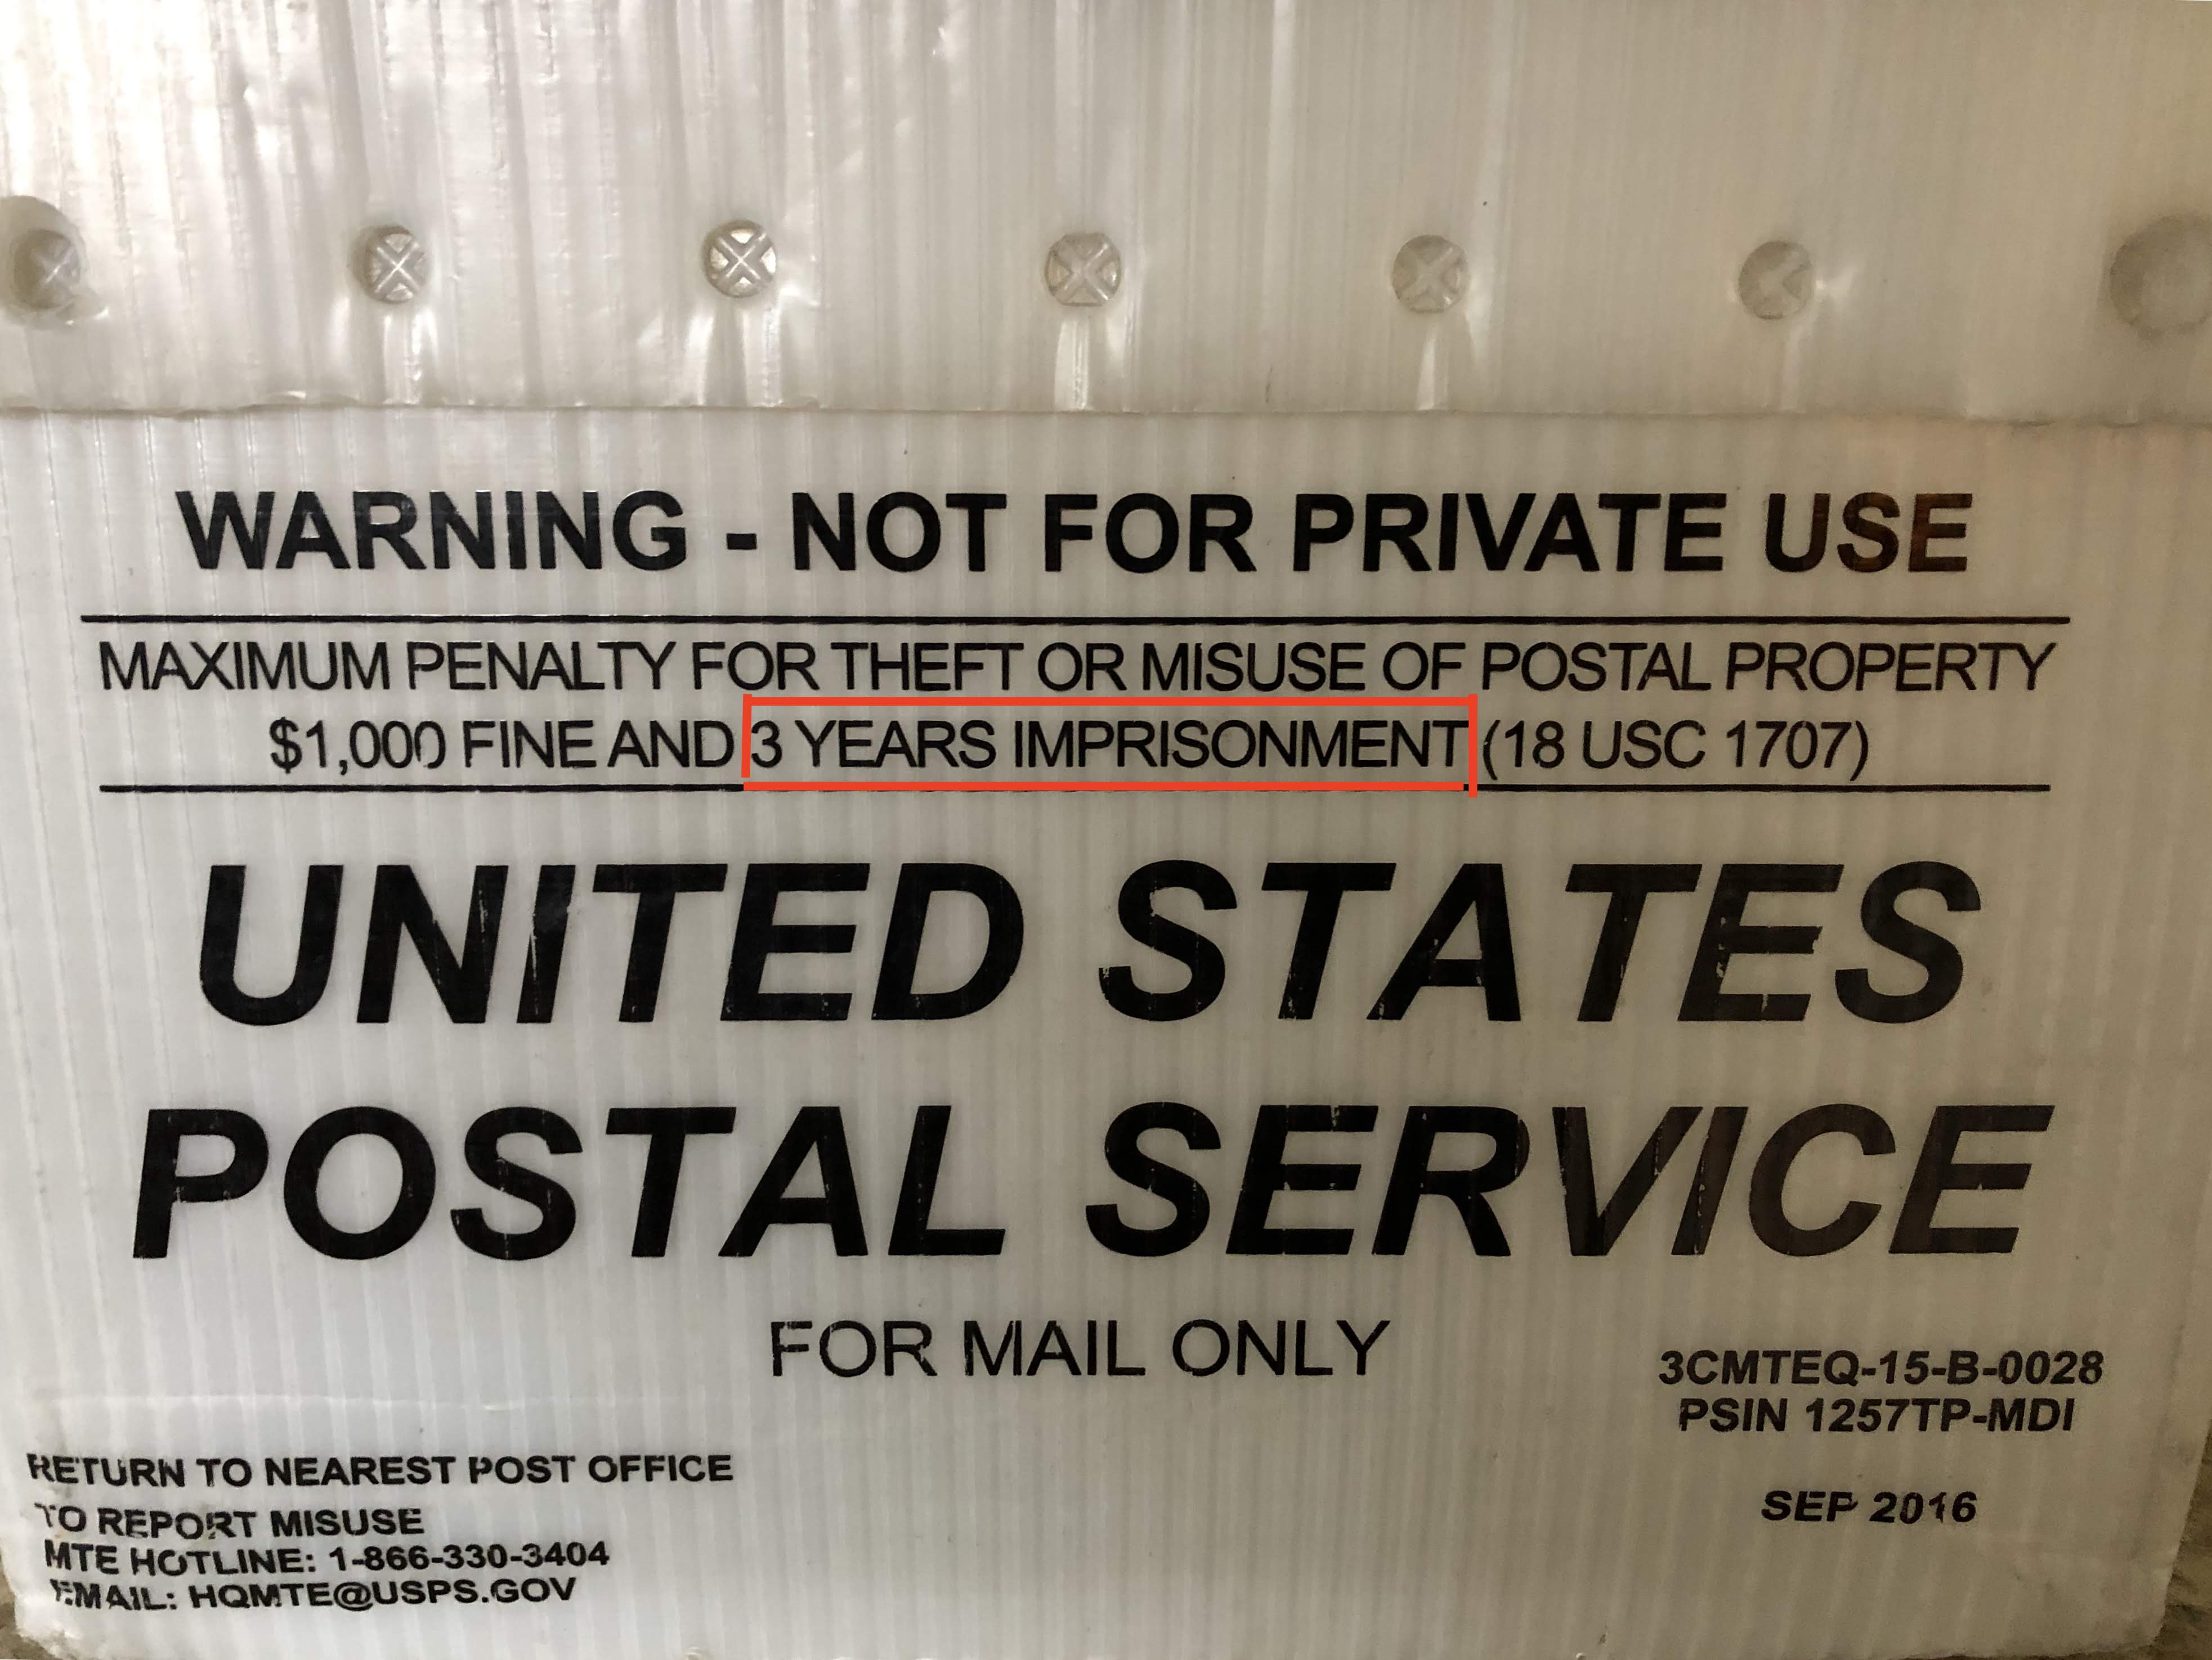 WARNING - NOT FOR PRIVATE USE
MAXIMUM PENALTY FOR THEFT OR MISUSE OF POSTAL PROPERTY
$1,000 FINE AND 3 YEARS IMPRISONMENT (18 USC 1707)
UNITED STATES
POSTAL SERVICE
FOR MAIL ONLY
3CMTEQ-15-B-0028
PSIN 1257TP-MDI
SEP 2016
RETURN TO NEAREST POST OFFICE
TO REPORT MISUSE
MTE HOTLINE: 1-866-330-3404
EMAIL: HQMTE@USPS.GOV